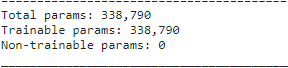 Total params: 338,790
Trainable params: 338,790
Non-trainable params: 0